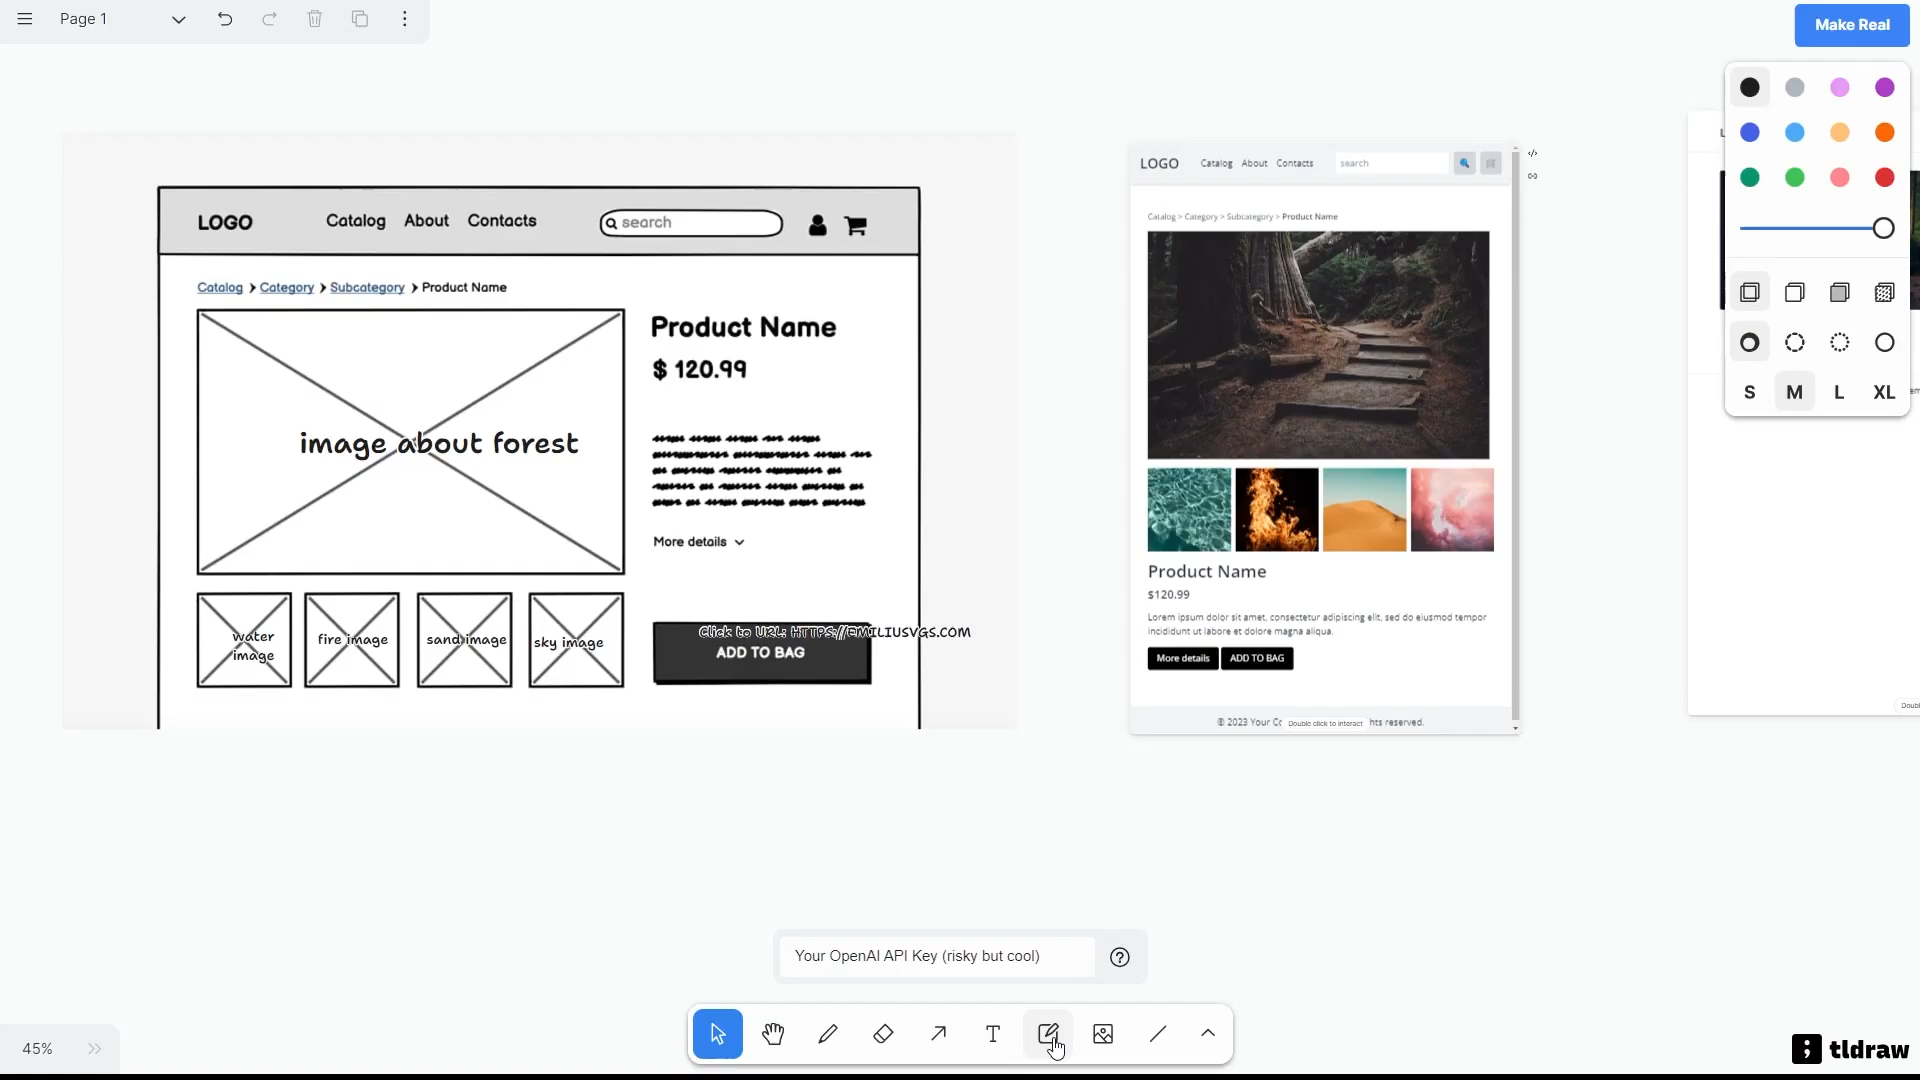 Page 1
Make Real
LOGO
Catalog About Contacts
search
Catalog > Category > Subcategory > Product Name
image about forest
Product Name
$ 120.99
More details
water
image
fire image
sand image
sky image
Click to URL: HTTPS://EMILIUSVGS.COM
ADD TO BAG
LOGO Catalog About Contacts
search
Catalog > Category > Subcategory > Product Name
Product Name
$120.99
Lorem ipsum dolor sit amet, consectetur adipiscing elit, sed do eiusmod tempor
incididunt ut labore et dolore magna aliqua.
More details ADD TO BAG
© 2023 Your Co
Double click to interact
hts reserved.
S M L XL
Doubl
Your OpenAI API Key (risky but cool)
45%
tldraw